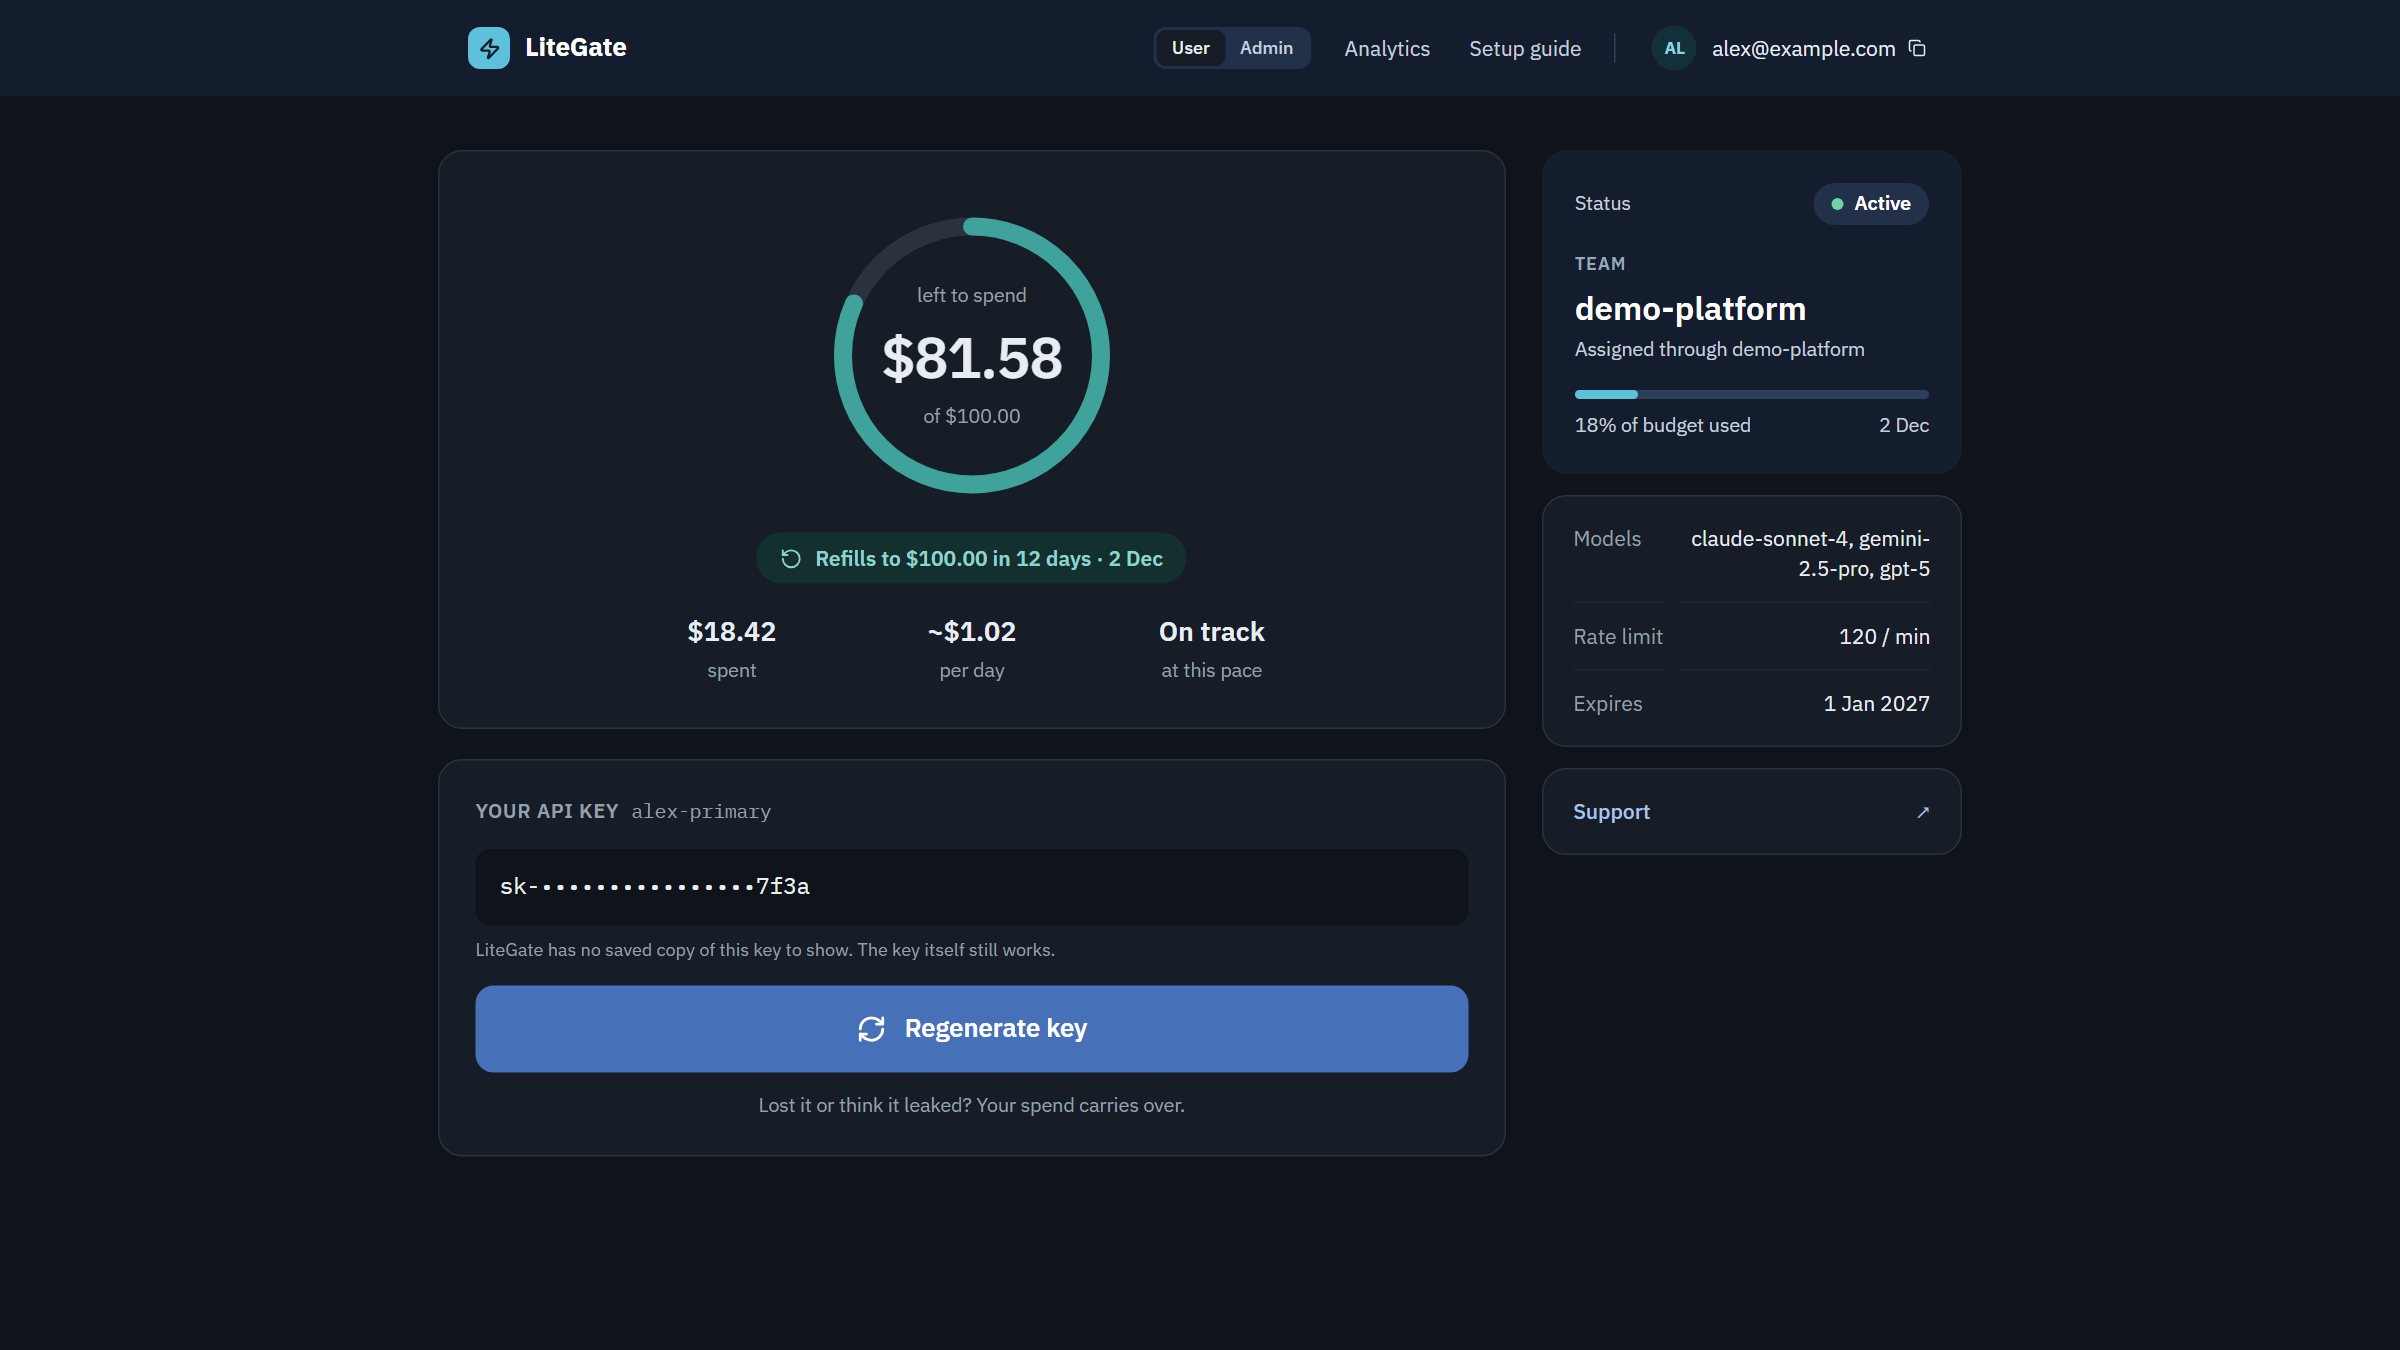 LiteGate
User Admin Analytics Setup guide AL alex@example.com
left to spend
$81.58
of $100.00
Refills to $100.00 in 12 days · 2 Dec
$18.42 ~$1.02 On track
spent per day at this pace
YOUR API KEY alex-primary
sk-••••••••••••••••7f3a
LiteGate has no saved copy of this key to show. The key itself still works.
Regenerate key
Lost it or think it leaked? Your spend carries over.
Status Active
TEAM
demo-platform
Assigned through demo-platform
18% of budget used 2 Dec
Models claude-sonnet-4, gemini-
2.5-pro, gpt-5
Rate limit 120 / min
Expires 1 Jan 2027
Support ↗